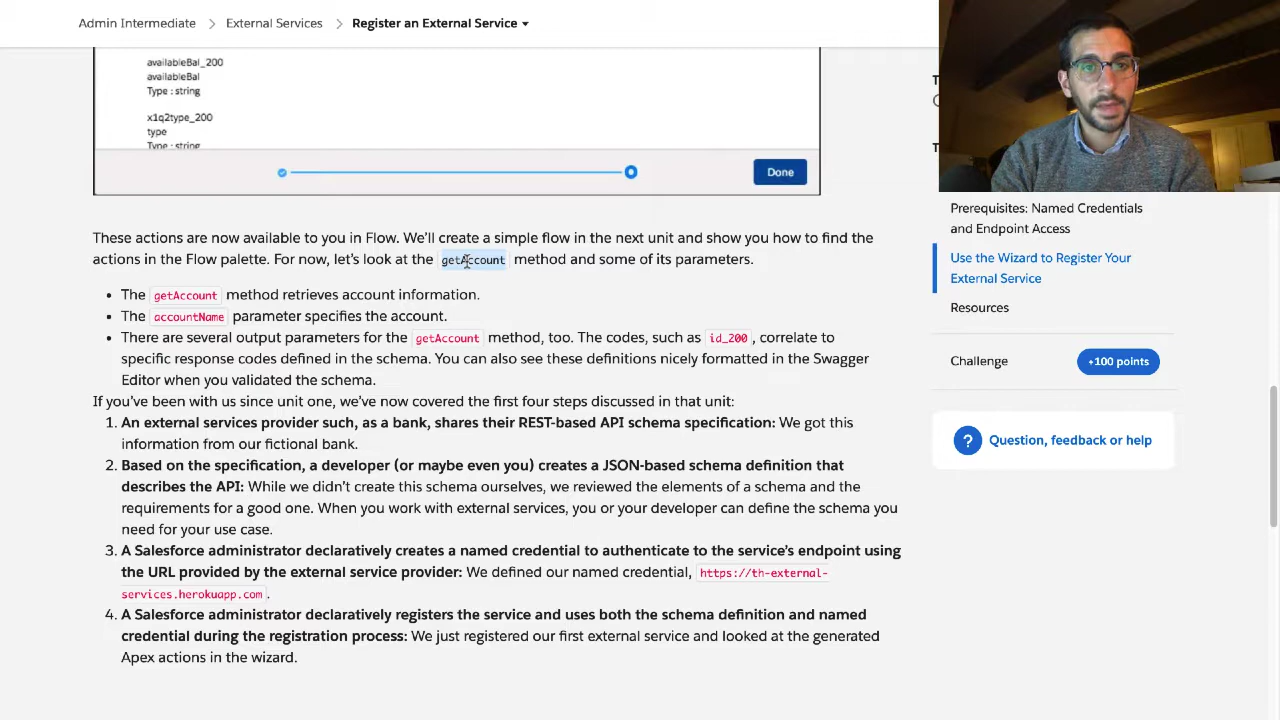 Admin Intermediate > External Services > Register an External Service
availableBal_200
availableBal
Type : string
x1q2type_200
type
Type : string
Done
These actions are now available to you in Flow. We'll create a simple flow in the next unit and show you how to find the
actions in the Flow palette. For now, let's look at the getAccount method and some of its parameters.
• The getAccount method retrieves account information.
• The accountName parameter specifies the account.
• There are several output parameters for the getAccount method, too. The codes, such as id_200, correlate to
specific response codes defined in the schema. You can also see these definitions nicely formatted in the Swagger
Editor when you validated the schema.
If you've been with us since unit one, we've now covered the first four steps discussed in that unit:
1. An external services provider such, as a bank, shares their REST-based API schema specification: We got this
information from our fictional bank.
2. Based on the specification, a developer (or maybe even you) creates a JSON-based schema definition that
describes the API: While we didn't create this schema ourselves, we reviewed the elements of a schema and the
requirements for a good one. When you work with external services, you or your developer can define the schema you
need for your use case.
3. A Salesforce administrator declaratively creates a named credential to authenticate to the service's endpoint using
the URL provided by the external service provider: We defined our named credential, https://th-external-
services.herokuapp.com.
4. A Salesforce administrator declaratively registers the service and uses both the schema definition and named
credential during the registration process: We just registered our first external service and looked at the generated
Apex actions in the wizard.
Prerequisites: Named Credentials
and Endpoint Access
Use the Wizard to Register Your
External Service
Resources
Challenge +100 points
? Question, feedback or help